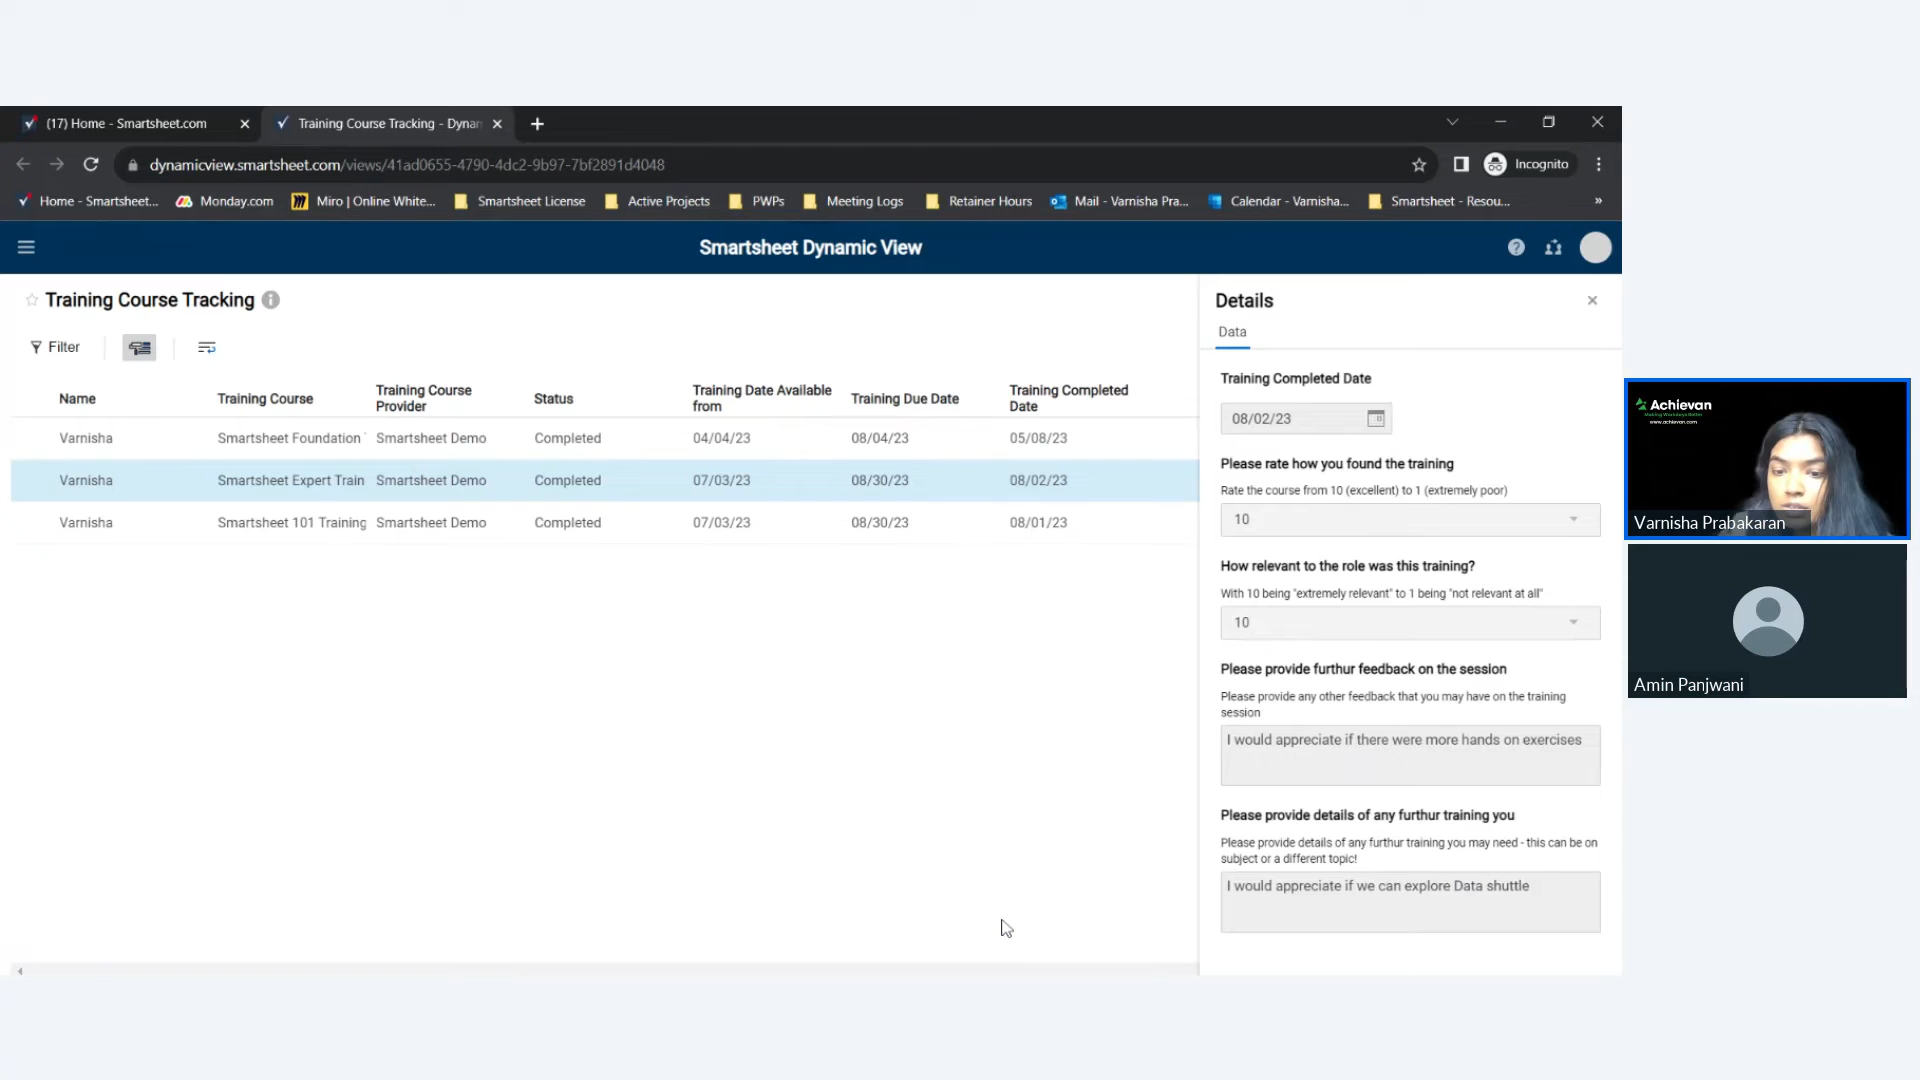 (17) Home - Smartsheet.com
Training Course Tracking - Dynam
dynamicview.smartsheet.com/views/41ad0655-4790-4dc2-9b97-7bf2891d4048
Incognito
Home - Smartsheet...
Monday.com
Miro | Online White...
Smartsheet License
Active Projects
PWPs
Meeting Logs
Retainer Hours
Mail - Varnisha Pra...
Calendar - Varnisha...
Smartsheet - Resou...
»
Smartsheet Dynamic View
Training Course Tracking
Filter
Name
Training Course
Training Course Provider
Status
Training Date Available from
Training Due Date
Training Completed Date
Varnisha Smartsheet Foundation Smartsheet Demo Completed 04/04/23 08/04/23 05/08/23
Varnisha Smartsheet Expert Train Smartsheet Demo Completed 07/03/23 08/30/23 08/02/23
Varnisha Smartsheet 101 Training Smartsheet Demo Completed 07/03/23 08/30/23 08/01/23
Details
Data
Training Completed Date
08/02/23
Please rate how you found the training
Rate the course from 10 (excellent) to 1 (extremely poor)
10
How relevant to the role was this training?
With 10 being "extremely relevant" to 1 being "not relevant at all"
10
Please provide furthur feedback on the session
Please provide any other feedback that you may have on the training
session
I would appreciate if there were more hands on exercises
Please provide details of any furthur training you
Please provide details of any furthur training you may need - this can be on
subject or a different topic!
I would appreciate if we can explore Data shuttle
Achievan
Making Workdays Better
www.achievan.com
Varnisha Prabakaran
Amin Panjwani